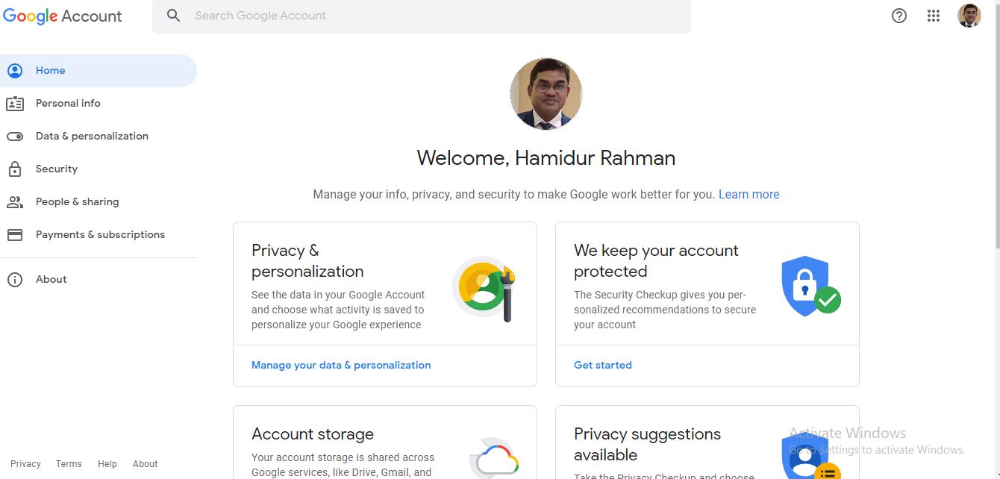 Google Account
Search Google Account
Home
Personal info
Data & personalization
Security
People & sharing
Payments & subscriptions
About
Welcome, Hamidur Rahman
Manage your info, privacy, and security to make Google work better for you. Learn more
Privacy &
personalization
See the data in your Google Account
and choose what activity is saved to
personalize your Google experience
Manage your data & personalization
We keep your account
protected
The Security Checkup gives you per-
sonalized recommendations to secure
your account
Get started
Account storage
Your account storage is shared across
Google services, like Drive, Gmail, and
Privacy suggestions
available
Take the Privacy Checkup and choose
Activate Windows
Go to Settings to activate Windows.
Privacy Terms Help About